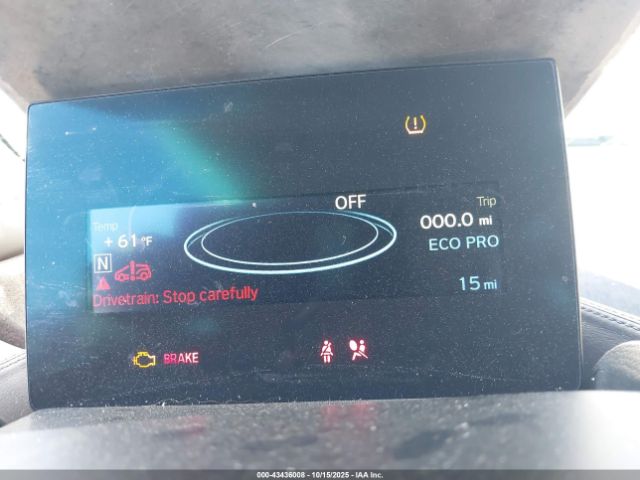 OFF
Trip
000.0 mi
Temp
+ 61°F
ECO PRO
N
Drivetrain: Stop carefully
15 mi
BRAKE
000-43436008 - 10/15/2025 - IAA Inc.